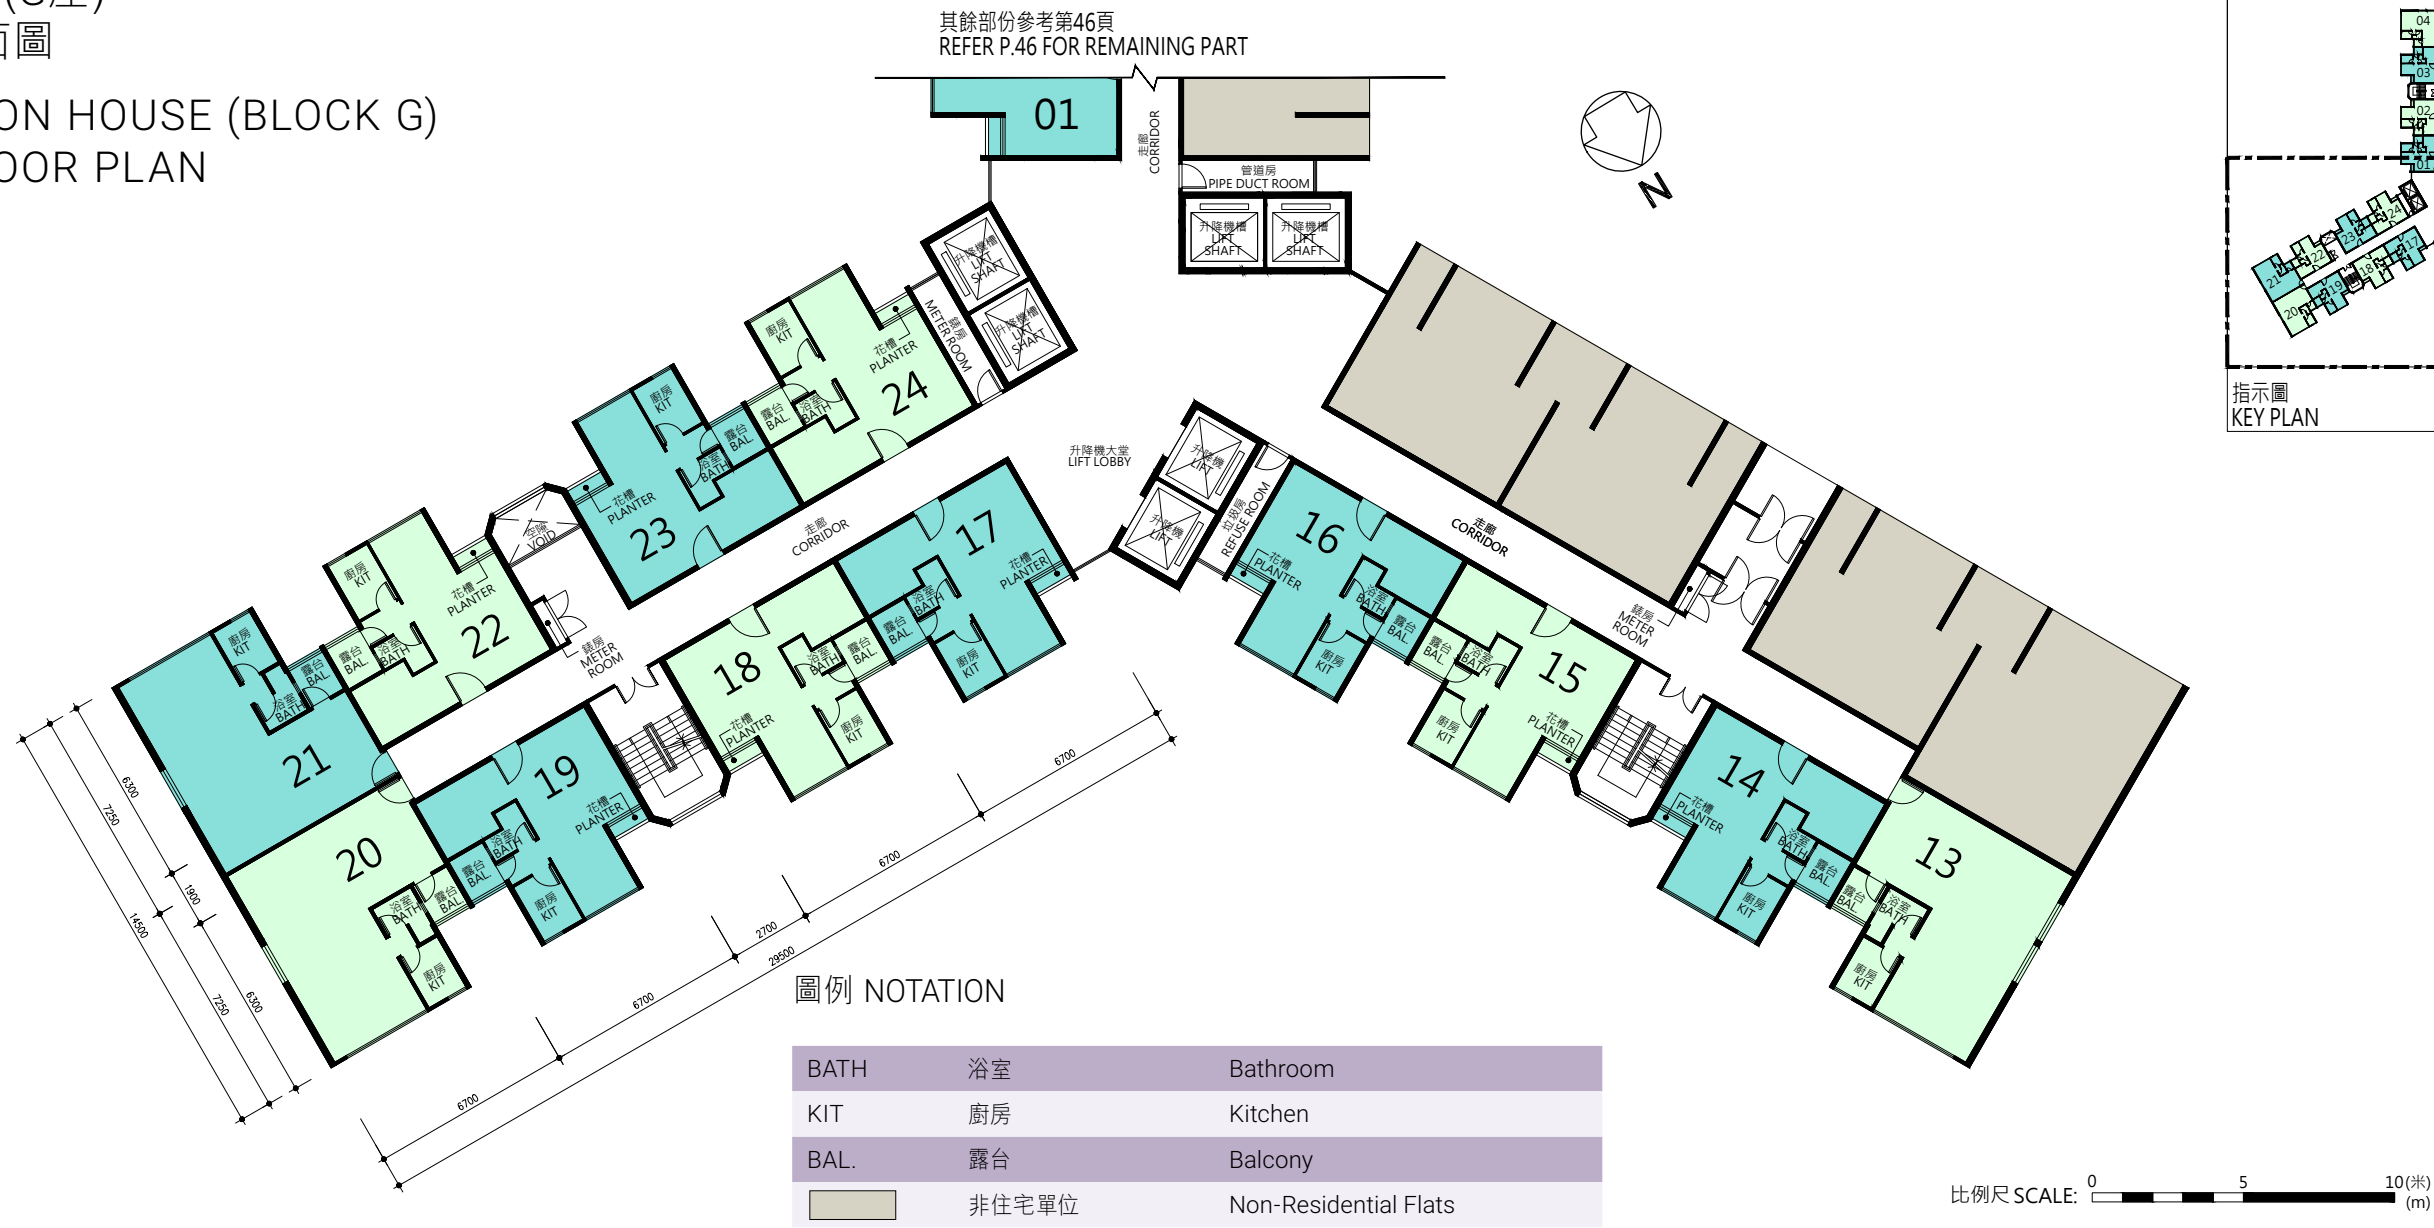 面圖
ON HOUSE (BLOCK G)
OOR PLAN
其餘部份參考第46頁
REFER P.46 FOR REMAINING PART
01
走廊
CORRIDOR
管道房
PIPE DUCT ROOM
升降機槽
LIFT
SHAFT
升降機槽
LIFT
SHAFT
N
升降機槽
LIFT
SHAFT
升降機槽
LIFT
SHAFT
錶房
METER ROOM
廚房
KIT
花槽
PLANTER
24
露台
BAL.
浴室
BATH
廚房
KIT
露台
BAL.
浴室
BATH
花槽
PLANTER
23
空隙
VOID
走廊
CORRIDOR
升降機大堂
LIFT LOBBY
升降機
LIFT
升降機
LIFT
垃圾房
REFUSE ROOM
廚房
KIT
花槽
PLANTER
22
露台
BAL.
浴室
BATH
錶房
METER
ROOM
廚房
KIT
露台
BAL.
浴室
BATH
21
17
花槽
PLANTER
浴室
BATH
露台
BAL.
廚房
KIT
18
浴室
BATH
露台
BAL.
花槽
PLANTER
廚房
KIT
19
花槽
PLANTER
浴室
BATH
露台
BAL.
廚房
KIT
20
浴室
BATH
露台
BAL.
廚房
KIT
16
花槽
PLANTER
浴室
BATH
露台
BAL.
廚房
KIT
走廊
CORRIDOR
15
露台
BAL.
浴室
BATH
花槽
PLANTER
廚房
KIT
錶房
METER
ROOM
14
花槽
PLANTER
浴室
BATH
露台
BAL.
廚房
KIT
13
露台
BAL.
浴室
BATH
廚房
KIT
6300
7250
14500
1900
7250
6300
6700
6700
2700
29500
6700
6700
04
03
02
01
24
23
17
22
18
21
19
20
指示圖
KEY PLAN
圖例 NOTATION
BATH 浴室 Bathroom
KIT 廚房 Kitchen
BAL. 露台 Balcony
非住宅單位 Non-Residential Flats
比例尺 SCALE: 0 5 10(米)
(m)